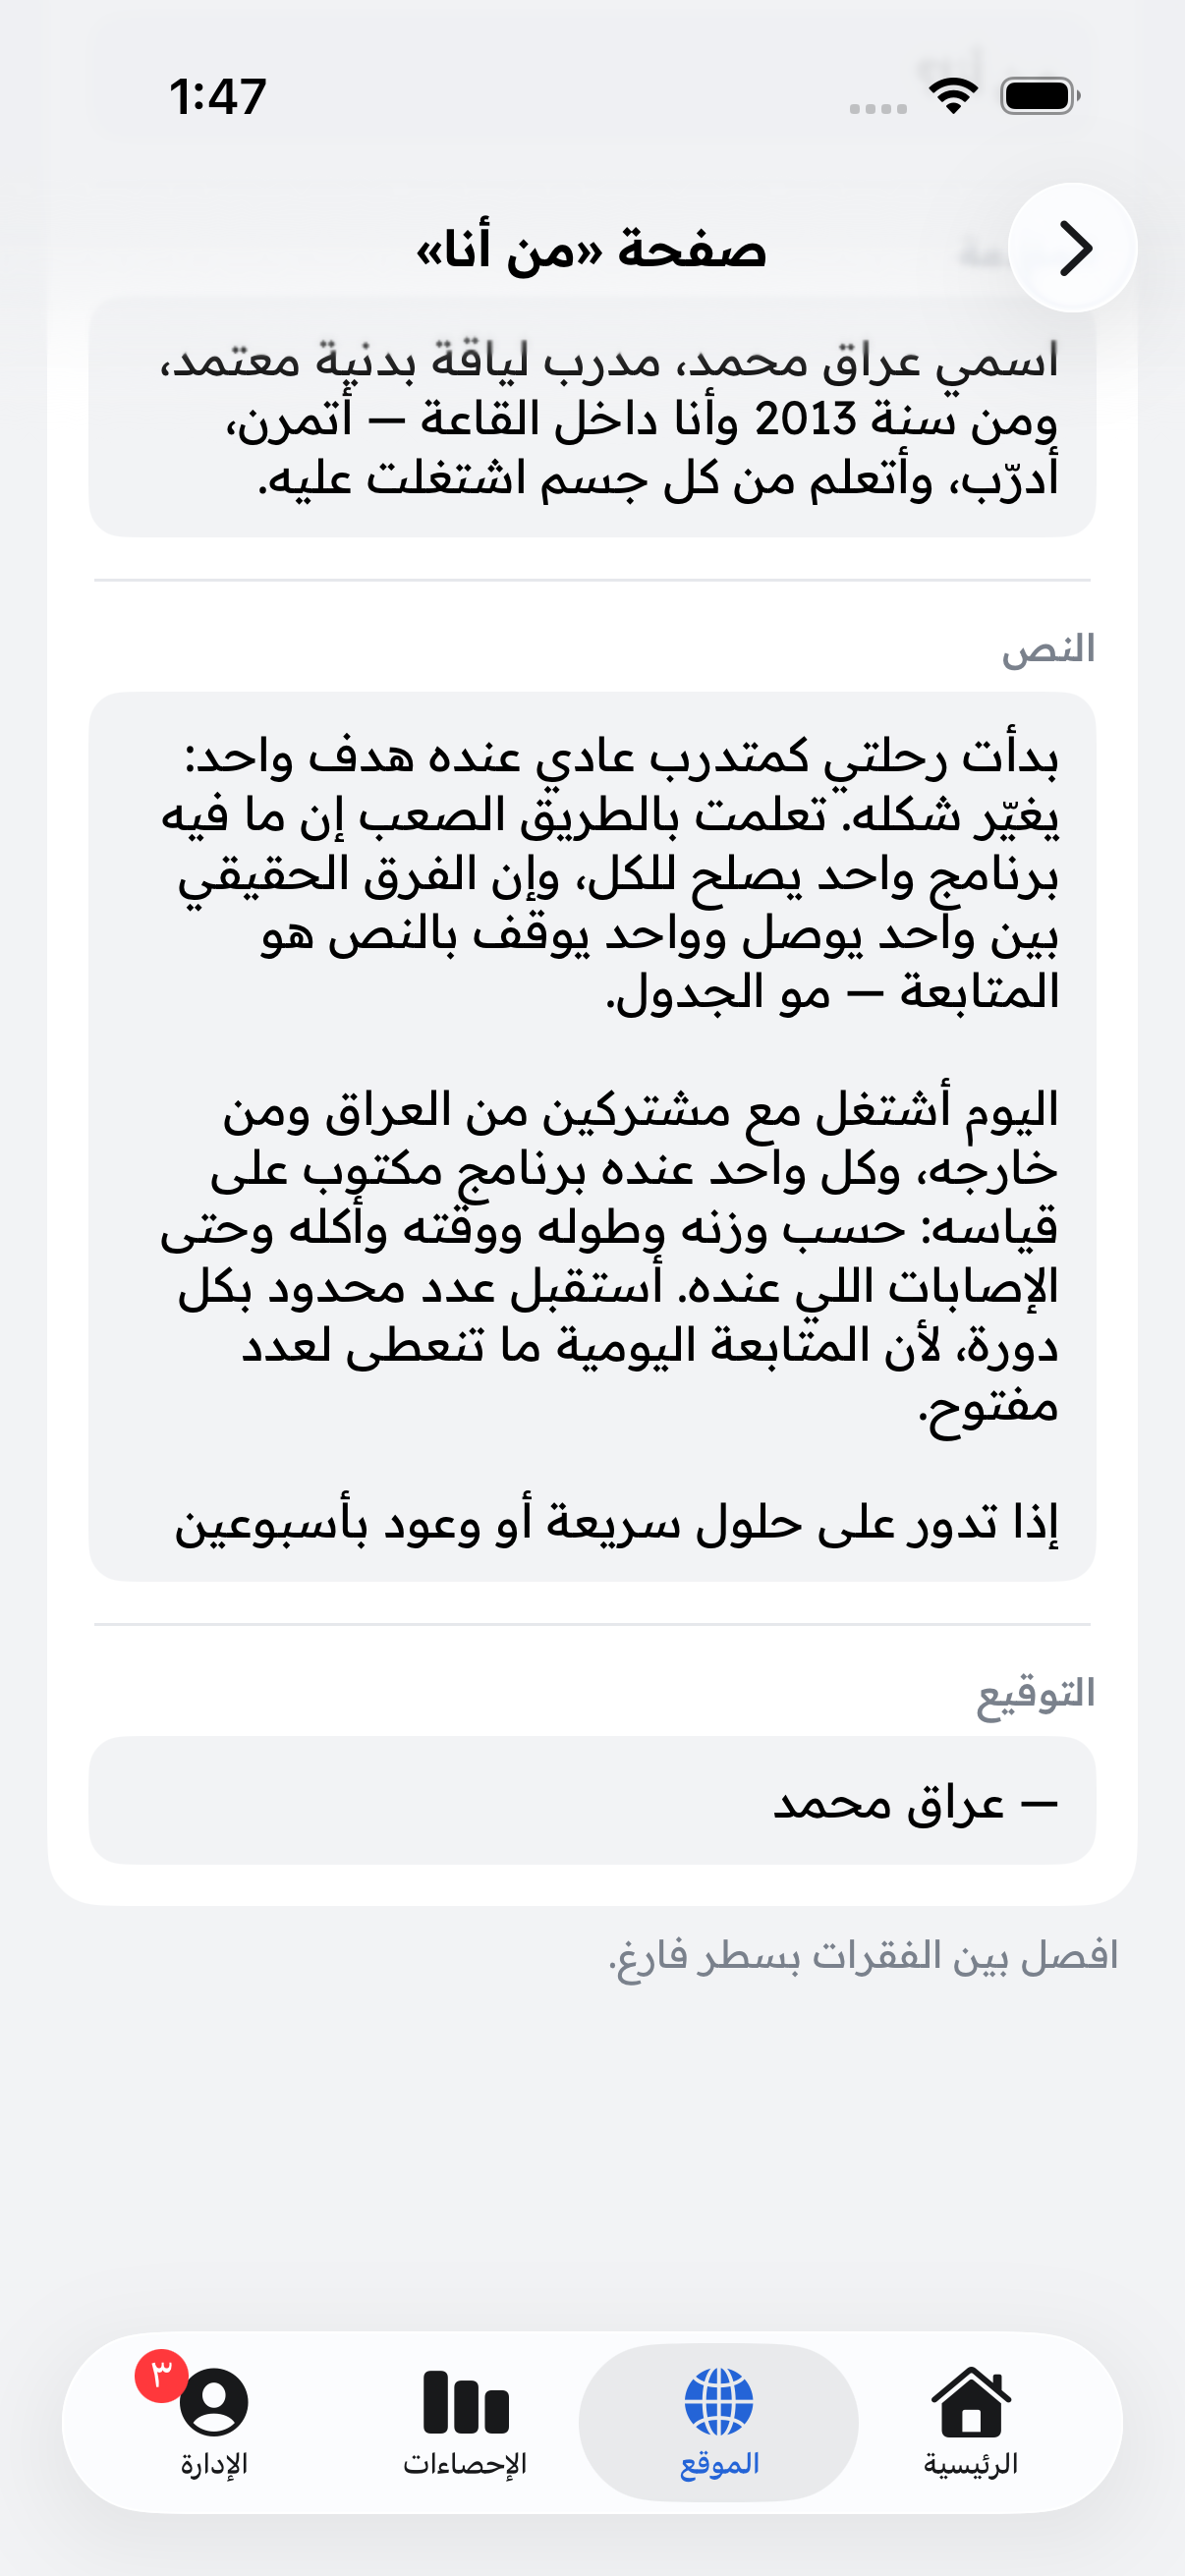 1:47
صفحة «من أنا»
اسمي عراق محمد، مدرب لياقة بدنية معتمد،
ومن سنة 2013 وأنا داخل القاعة — أتمرن،
أدرّب، وأتعلم من كل جسم اشتغلت عليه.
النص
بدأت رحلتي كمتدرب عادي عنده هدف واحد:
يغيّر شكله. تعلمت بالطريق الصعب إن ما فيه
برنامج واحد يصلح للكل، وإن الفرق الحقيقي
بين واحد يوصل وواحد يوقف بالنص هو
المتابعة — مو الجدول.
اليوم أشتغل مع مشتركين من العراق ومن
خارجه، وكل واحد عنده برنامج مكتوب على
قياسه: حسب وزنه وطوله ووقته وأكله وحتى
الإصابات اللي عنده. أستقبل عدد محدود بكل
دورة، لأن المتابعة اليومية ما تنعطى لعدد
مفتوح.
إذا تدور على حلول سريعة أو وعود بأسبوعين
التوقيع
— عراق محمد
افصل بين الفقرات بسطر فارغ.
الرئيسية
الموقع
الإحصاءات
٣
الإدارة